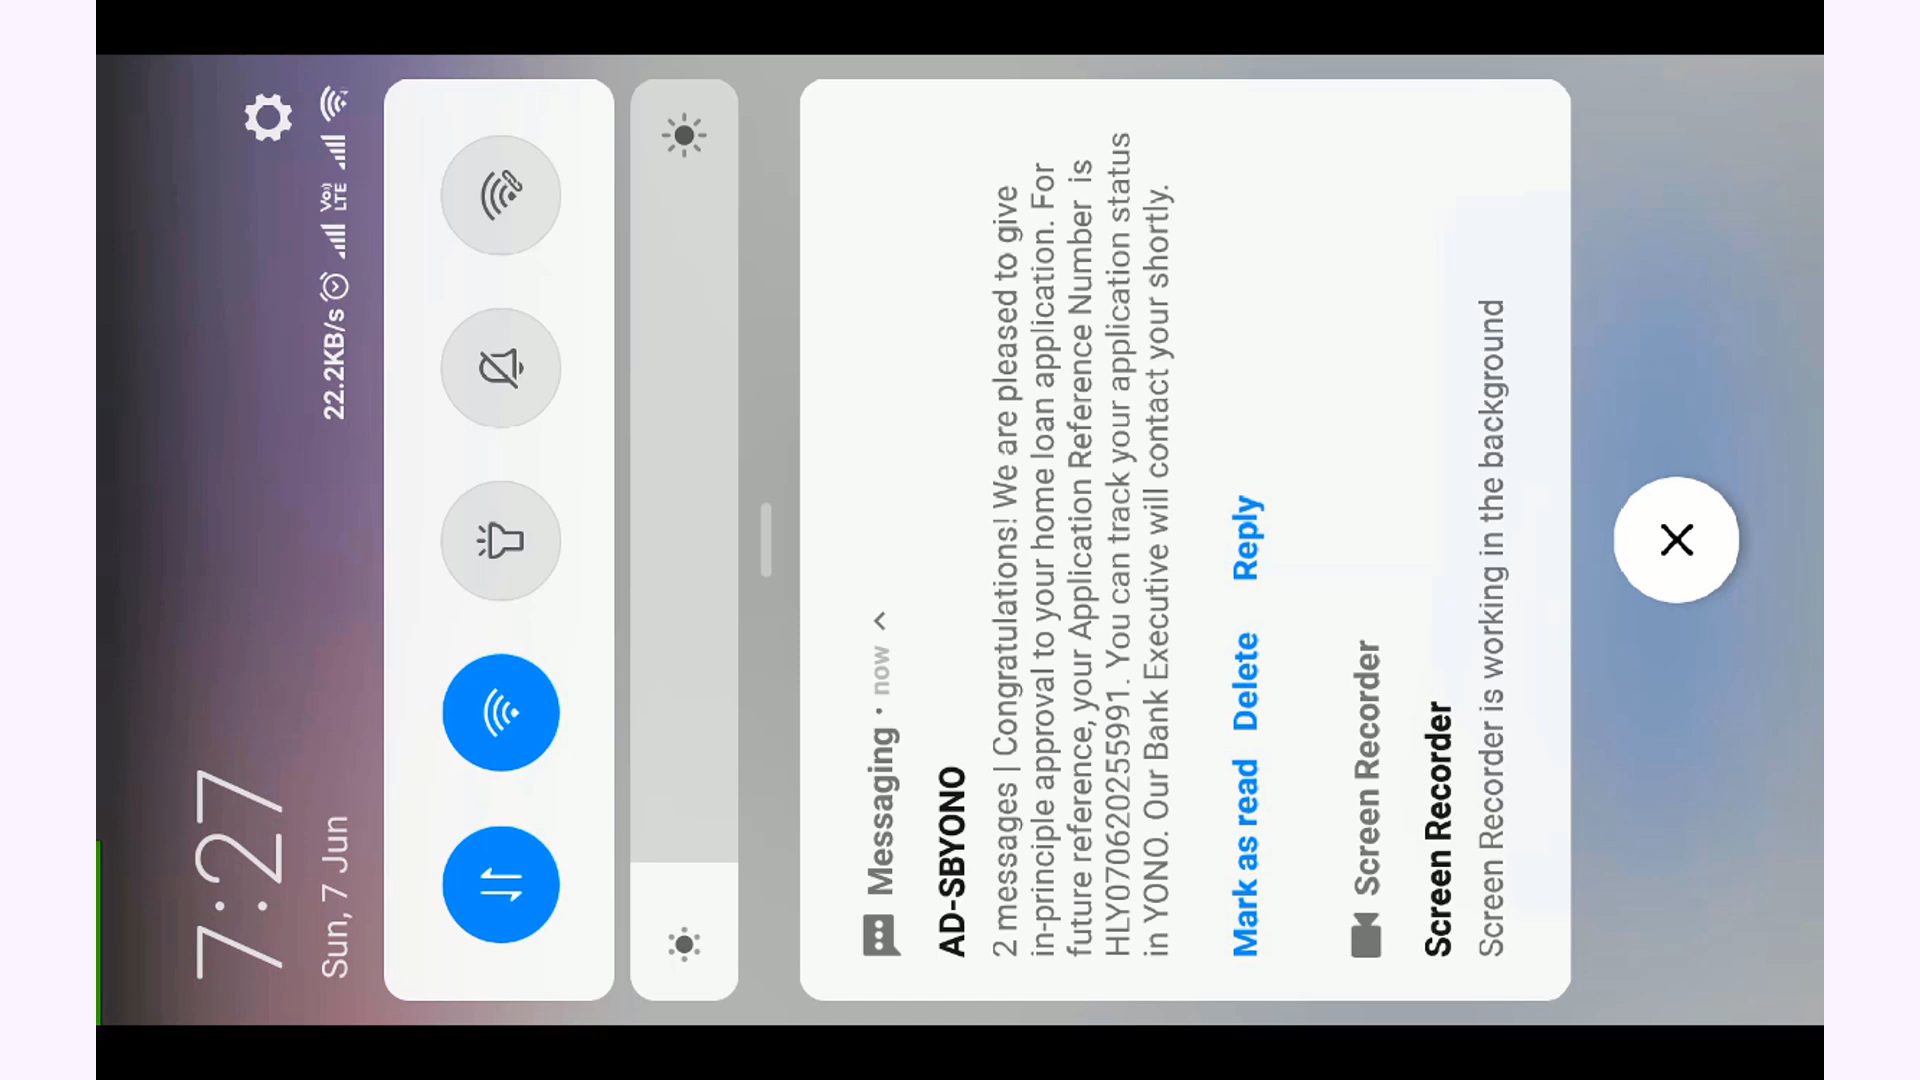 7:27
Sun, 7 Jun
22.2KB/s
Vo))
LTE
Messaging • now
AD-SBYONO
2 messages | Congratulations! We are pleased to give
in-principle approval to your home loan application. For
future reference, your Application Reference Number is
HLY070620255991. You can track your application status
in YONO. Our Bank Executive will contact your shortly.
Mark as read Delete Reply
Screen Recorder
Screen Recorder
Screen Recorder is working in the background